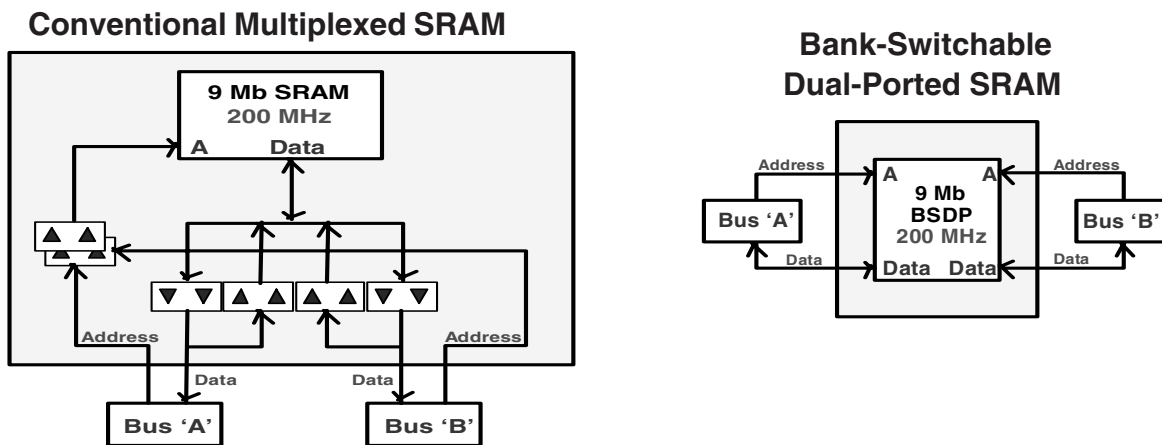 Conventional Multiplexed SRAM
9 Mb SRAM
200 MHz
A Data
Address
Data
Data
Address
Bus ‘A’
Bus ‘B’
Bank-Switchable
Dual-Ported SRAM
Address
Address
A
A
9 Mb
BSDP
200 MHz
Bus ‘A’
Bus ‘B’
Data
Data
Data
Data